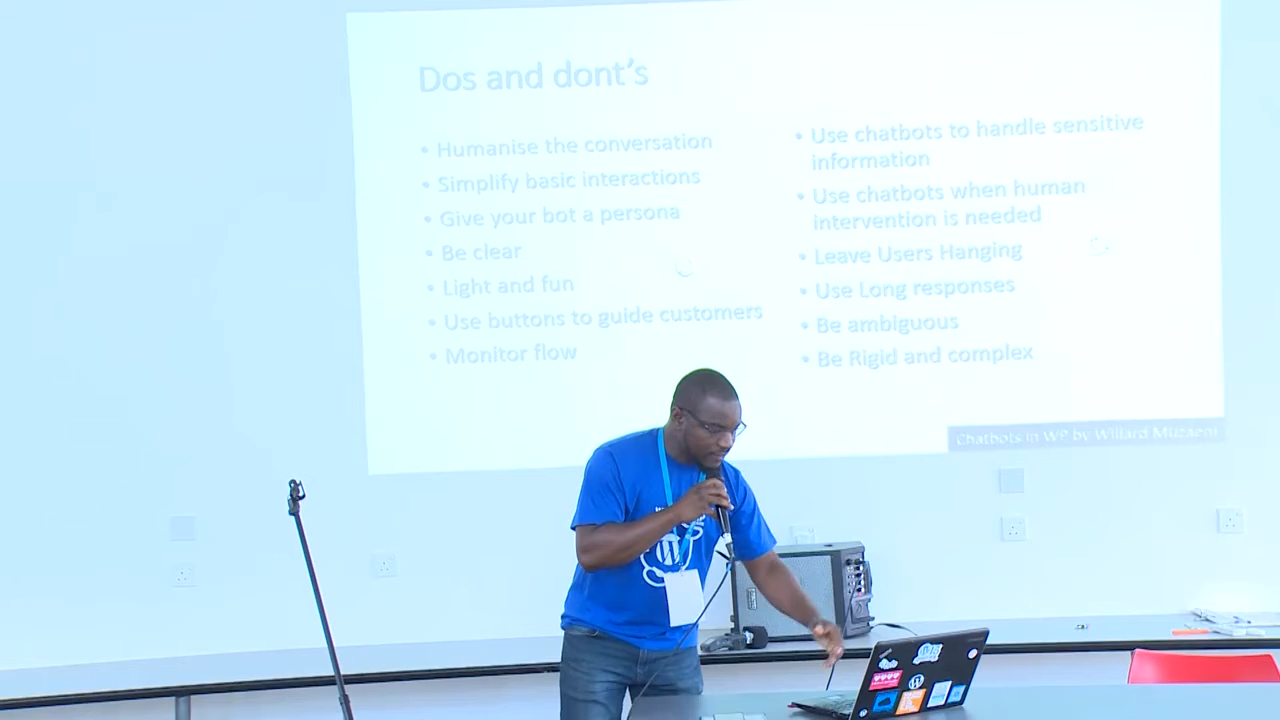 Dos and dont's
• Humanise the conversation
• Simplify basic interactions
• Give your bot a persona
• Be clear
• Light and fun
• Use buttons to guide customers
• Monitor flow
• Use chatbots to handle sensitive
information
• Use chatbots when human
intervention is needed
• Leave Users Hanging
• Use Long responses
• Be ambiguous
• Be Rigid and complex
Chatbots in WP by Willard Muzaeni